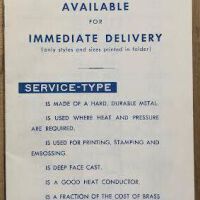 AVAILABLE
FOR
IMMEDIATE DELIVERY
(only styles and sizes printed in folder)
SERVICE-TYPE
IS MADE OF A HARD, DURABLE METAL.
IS USED WHERE HEAT AND PRESSURE
ARE REQUIRED.
IS USED FOR PRINTING, STAMPING AND
EMBOSSING.
IS DEEP FACE CAST.
IS A GOOD HEAT CONDUCTOR.
IS A FRACTION OF THE COST OF BRASS